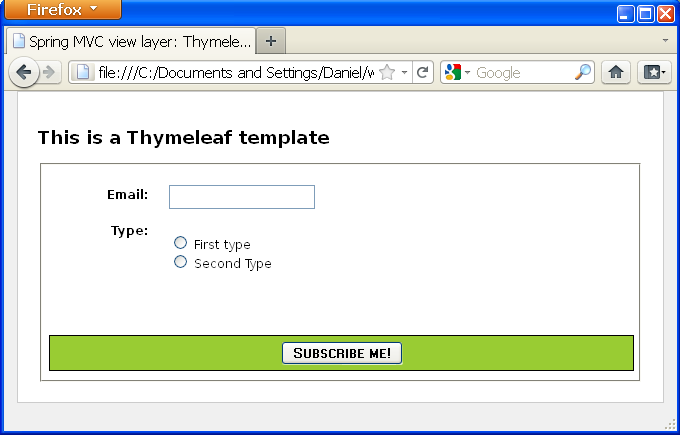 Firefox
Spring MVC view layer: Thymele...
file:///C:/Documents and Settings/Daniel/w
Google
This is a Thymeleaf template
Email:
Type:
First type
Second Type
SUBSCRIBE ME!